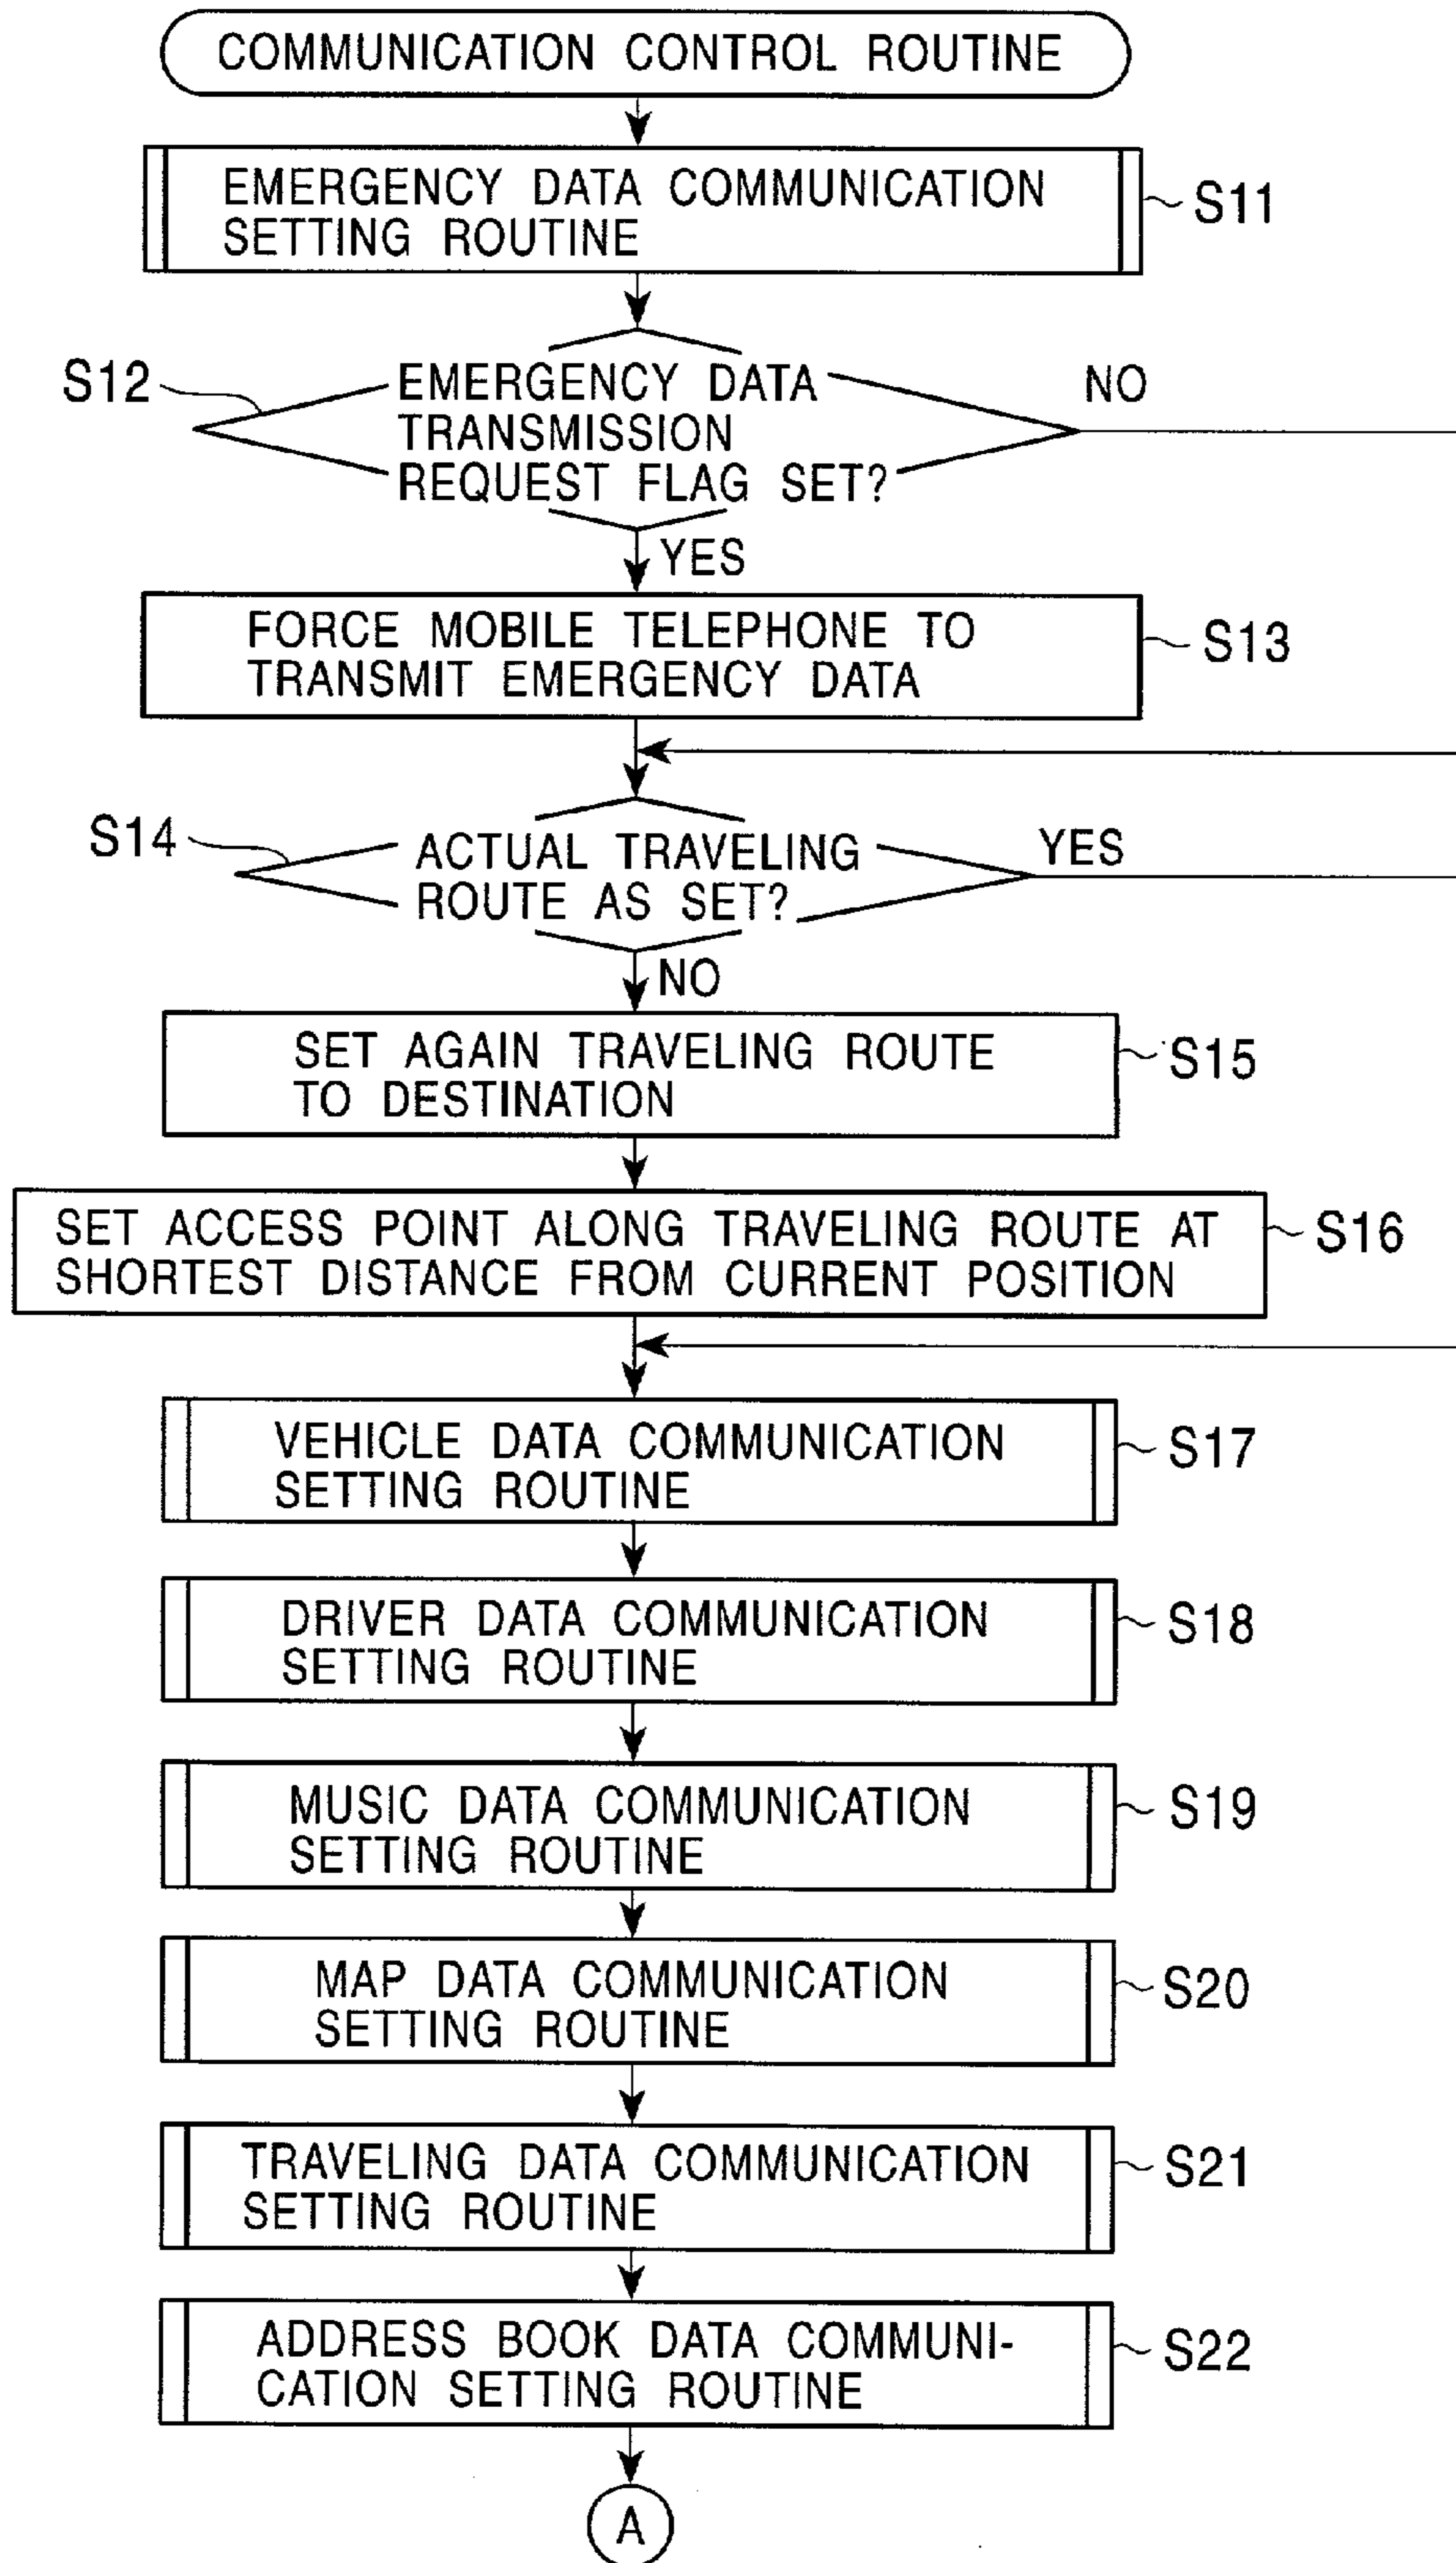 COMMUNICATION CONTROL ROUTINE
EMERGENCY DATA COMMUNICATION
SETTING ROUTINE
S11
S12
EMERGENCY DATA
TRANSMISSION
REQUEST FLAG SET?
NO
YES
FORCE MOBILE TELEPHONE TO
TRANSMIT EMERGENCY DATA
S13
S14
ACTUAL TRAVELING
ROUTE AS SET?
YES
NO
SET AGAIN TRAVELING ROUTE
TO DESTINATION
S15
SET ACCESS POINT ALONG TRAVELING ROUTE AT
SHORTEST DISTANCE FROM CURRENT POSITION
S16
VEHICLE DATA COMMUNICATION
SETTING ROUTINE
S17
DRIVER DATA COMMUNICATION
SETTING ROUTINE
S18
MUSIC DATA COMMUNICATION
SETTING ROUTINE
S19
MAP DATA COMMUNICATION
SETTING ROUTINE
S20
TRAVELING DATA COMMUNICATION
SETTING ROUTINE
S21
ADDRESS BOOK DATA COMMUNI-
CATION SETTING ROUTINE
S22
A